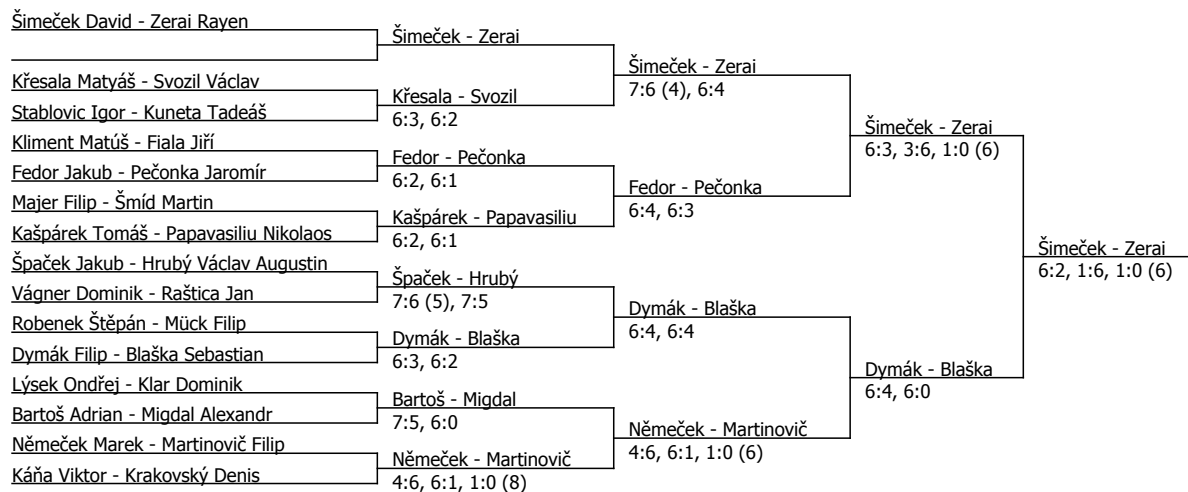 Šimeček David - Zerai Rayen
Křesala Matyáš - Svozil Václav
Stablovic Igor - Kuneta Tadeáš
Kliment Matúš - Fiala Jiří
Fedor Jakub - Pečonka Jaromír
Majer Filip - Šmíd Martin
Kašpárek Tomáš - Papavasiliu Nikolaos
Špaček Jakub - Hrubý Václav Augustin
Vágner Dominik - Raštica Jan
Robenek Štěpán - Mück Filip
Dymák Filip - Blaška Sebastian
Lýsek Ondřej - Klar Dominik
Bartoš Adrian - Migdal Alexandr
Němeček Marek - Martinovič Filip
Káňa Viktor - Krakovský Denis
Šimeček - Zerai
Křesala - Svozil
6:3, 6:2
Fedor - Pečonka
6:2, 6:1
Kašpárek - Papavasiliu
6:2, 6:1
Špaček - Hrubý
7:6 (5), 7:5
Dymák - Blaška
6:3, 6:2
Bartoš - Migdal
7:5, 6:0
Němeček - Martinovič
4:6, 6:1, 1:0 (8)
Šimeček - Zerai
7:6 (4), 6:4
Fedor - Pečonka
6:4, 6:3
Dymák - Blaška
6:4, 6:4
Němeček - Martinovič
4:6, 6:1, 1:0 (6)
Šimeček - Zerai
6:3, 3:6, 1:0 (6)
Dymák - Blaška
6:4, 6:0
Šimeček - Zerai
6:2, 1:6, 1:0 (6)